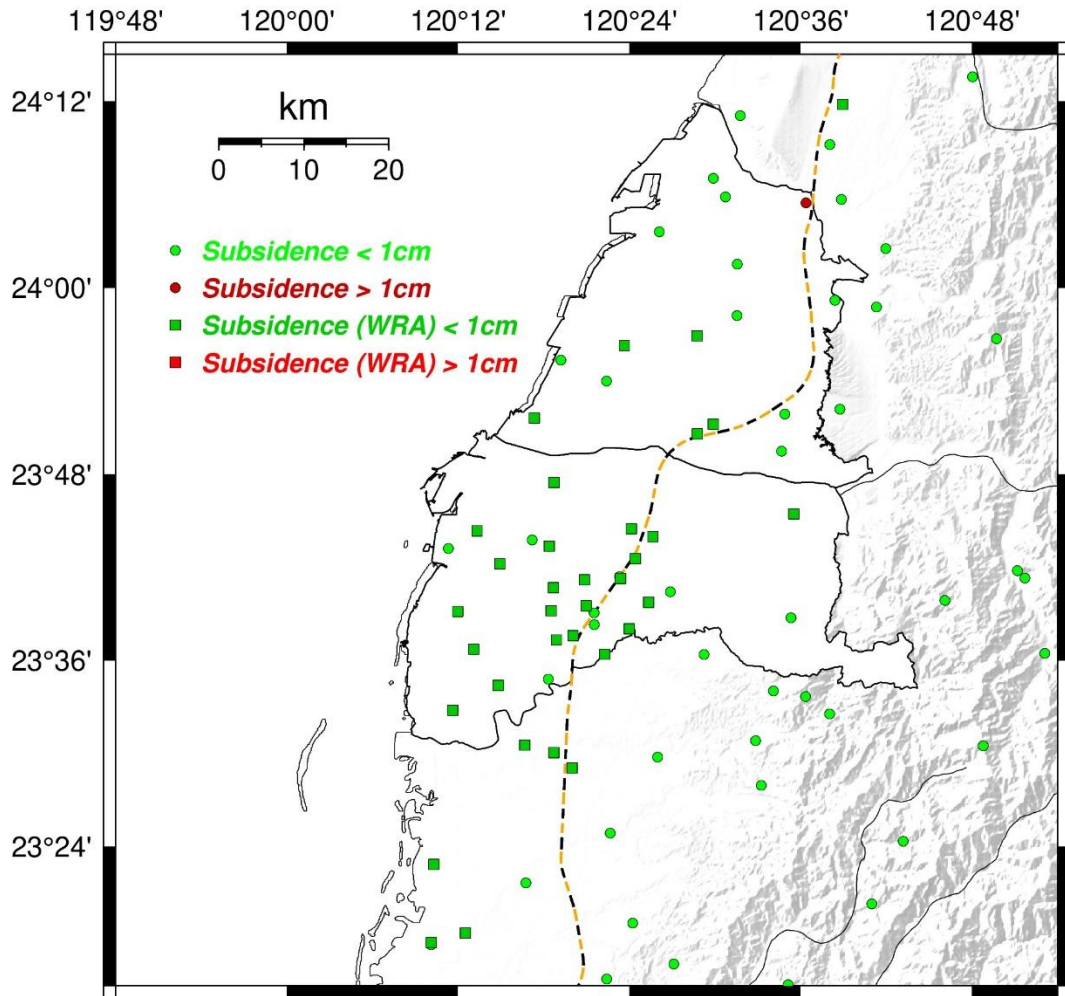 119°48' 120°00' 120°12' 120°24' 120°36' 120°48'
24°12'
km
0 10 20
Subsidence < 1cm
24°00'
Subsidence > 1cm
Subsidence (WRA) < 1cm
Subsidence (WRA) > 1cm
23°48'
23°36'
23°24'